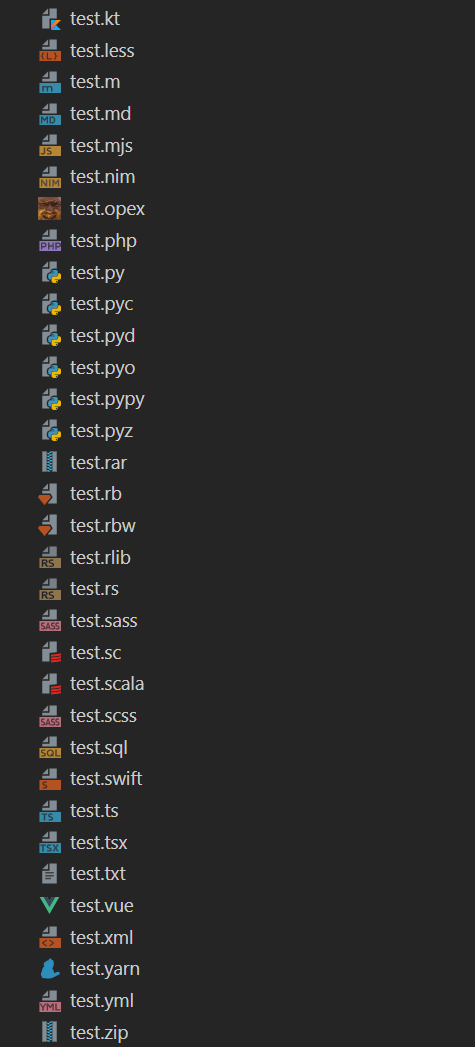 test.kt
{L} test.less
m test.m
MD test.md
JS test.mjs
NIM test.nim
test.opex
PHP test.php
test.py
test.pyc
test.pyd
test.pyo
test.pypy
test.pyz
test.rar
test.rb
test.rbw
RS test.rlib
RS test.rs
SASS test.sass
test.sc
test.scala
SASS test.scss
SQL test.sql
S test.swift
TS test.ts
TSX test.tsx
test.txt
test.vue
<> test.xml
test.yarn
YML test.yml
test.zip